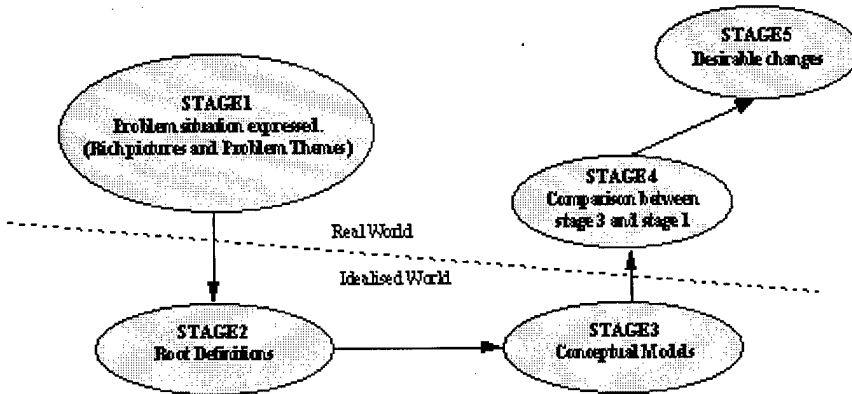 STAGE1
Problem situation expressed.
(Rich pictures and Problem Themes)
Real World
Idealised World
STAGE2
Root Definitions
STAGE3
Conceptual Models
STAGE4
Comparison between
stage 3 and stage 1
STAGE5
Desirable changes